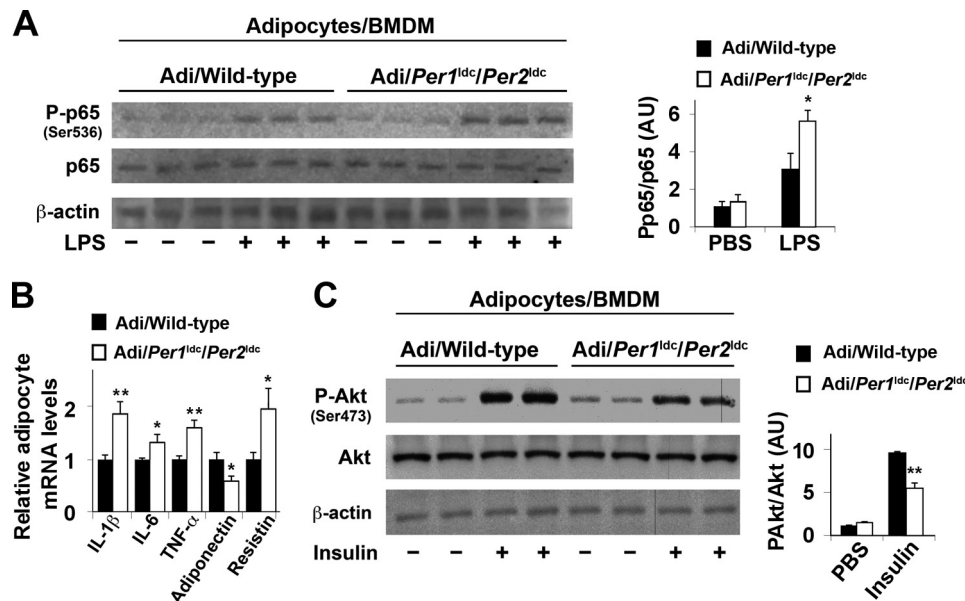 A
Adipocytes/BMDM
Adi/Wild-type Adi/Per1ldc/Per2ldc
P-p65
(Ser536)
p65
β-actin
LPS − − − + + + − − − + + +
Adi/Wild-type
Adi/Per1ldc/Per2ldc
Pp65/p65 (AU)
6
4
2
0
*
PBS LPS
B
Adi/Wild-type
Adi/Per1ldc/Per2ldc
Relative adipocyte
mRNA levels
2
1
0
** * ** * *
IL-1β IL-6 TNF-α Adiponectin Resistin
C
Adipocytes/BMDM
Adi/Wild-type Adi/Per1ldc/Per2ldc
P-Akt
(Ser473)
Akt
β-actin
Insulin − − + + − − + +
Adi/Wild-type
Adi/Per1ldc/Per2ldc
PAkt/Akt (AU)
10
5
0
**
PBS Insulin